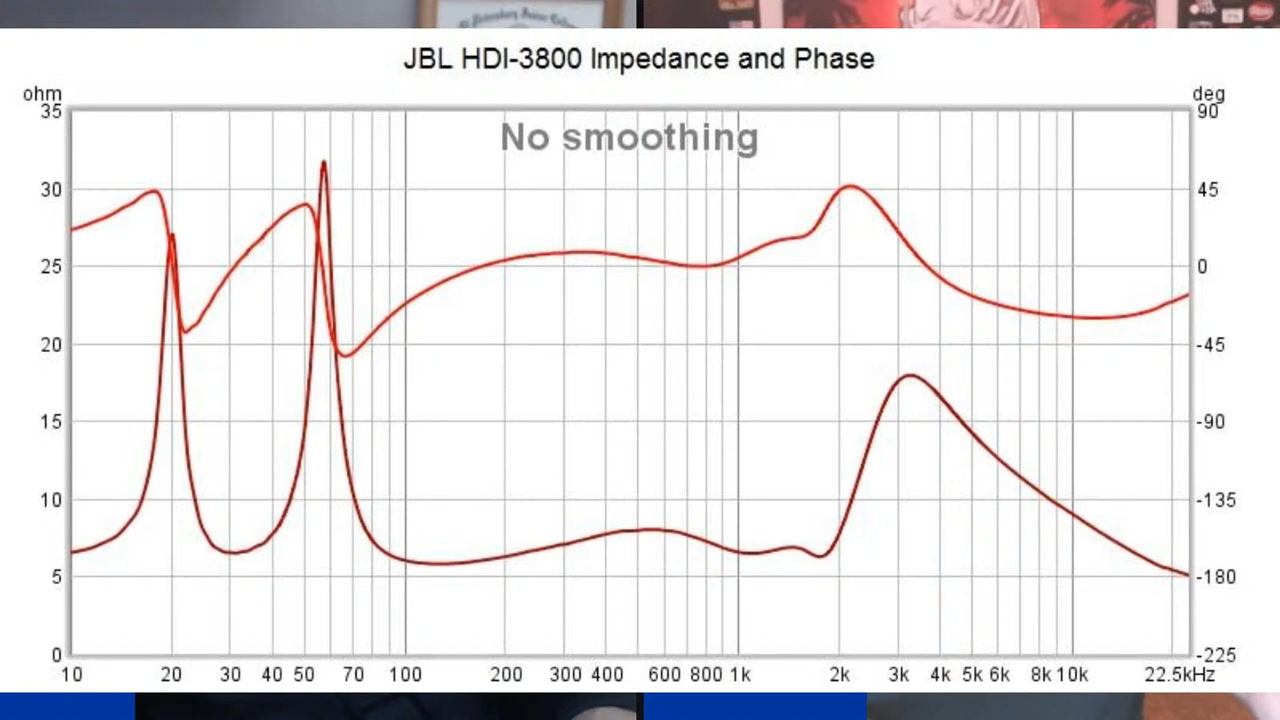 JBL HDI-3800 Impedance and Phase
ohm deg
No smoothing
35 90
30 45
25 0
20 -45
15 -90
10 -135
5 -180
0 -225
10 20 30 40 50 70 100 200 300 400 600 800 1k 2k 3k 4k 5k 6k 8k 10k 22.5kHz